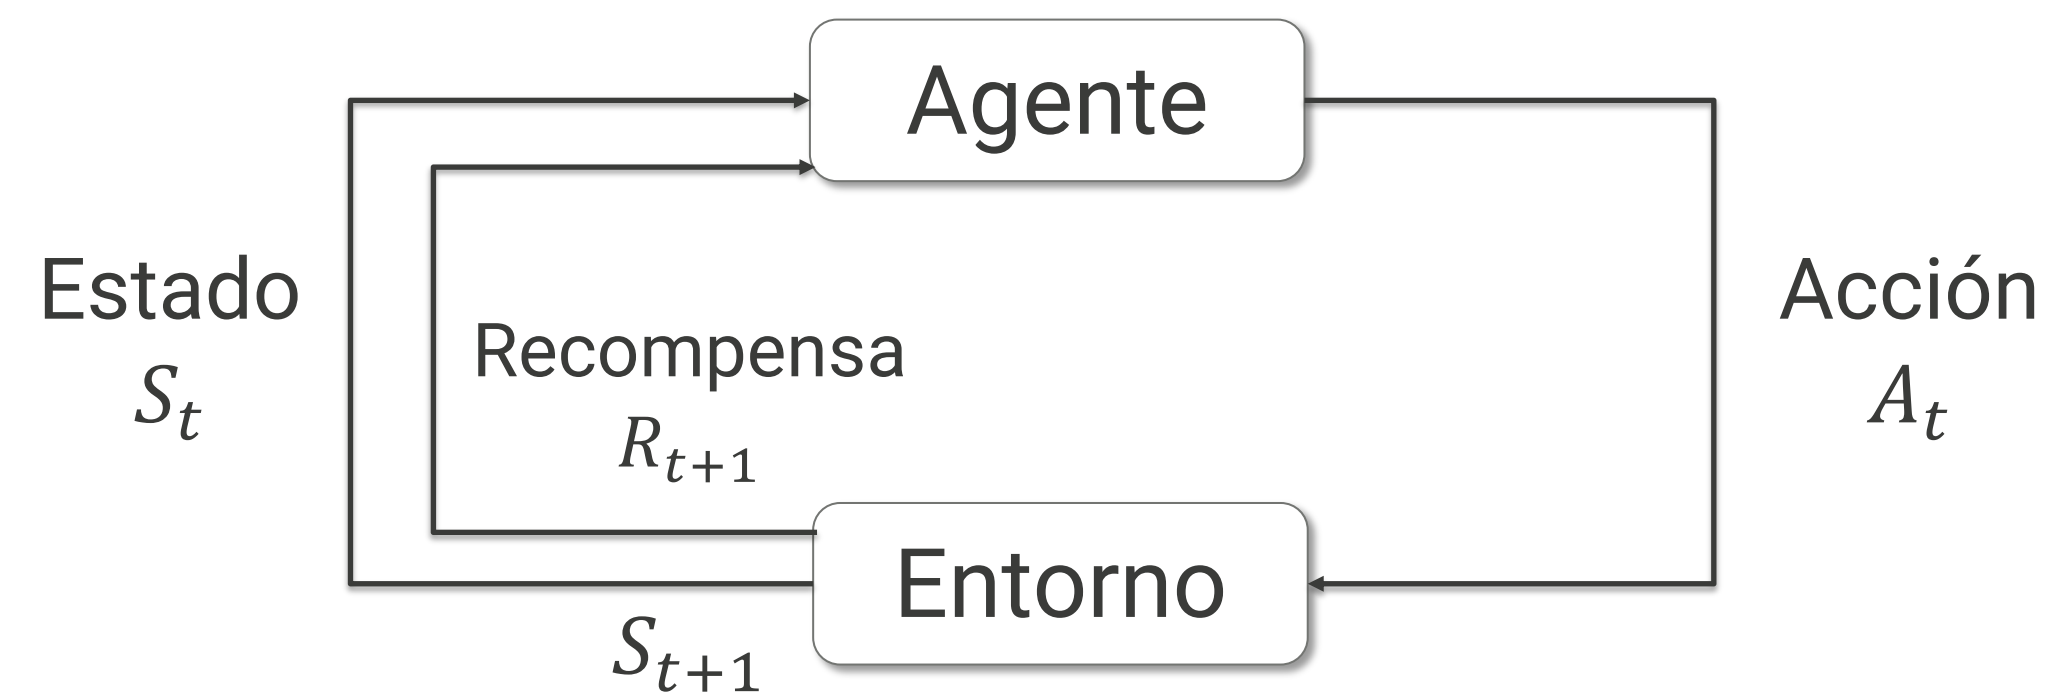 Agente
Estado
S_t
Recompensa
R_{t+1}
Acción
A_t
Entorno
S_{t+1}